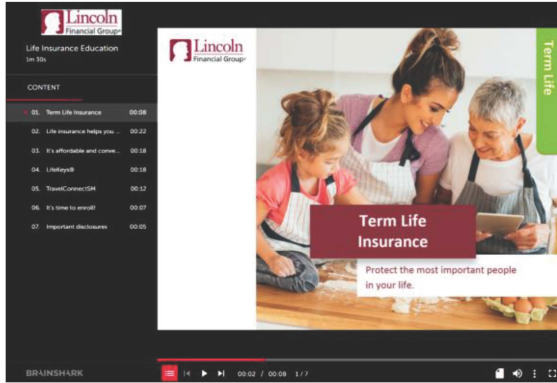 Lincoln
Financial Group®
Life Insurance Education
1m 30s
CONTENT
01. Term Life Insurance 00:08
02. Life insurance helps you ... 00:22
03. It's affordable and conve... 00:18
04. LifeKeys® 00:18
05. TravelConnectSM 00:12
06. It's time to enroll! 00:07
07. Important disclosures 00:05
BRAINSHARK
Lincoln
Financial Group®
Term Life
Term Life
Insurance
Protect the most important people
in your life.
00:02 / 00:08 1/7